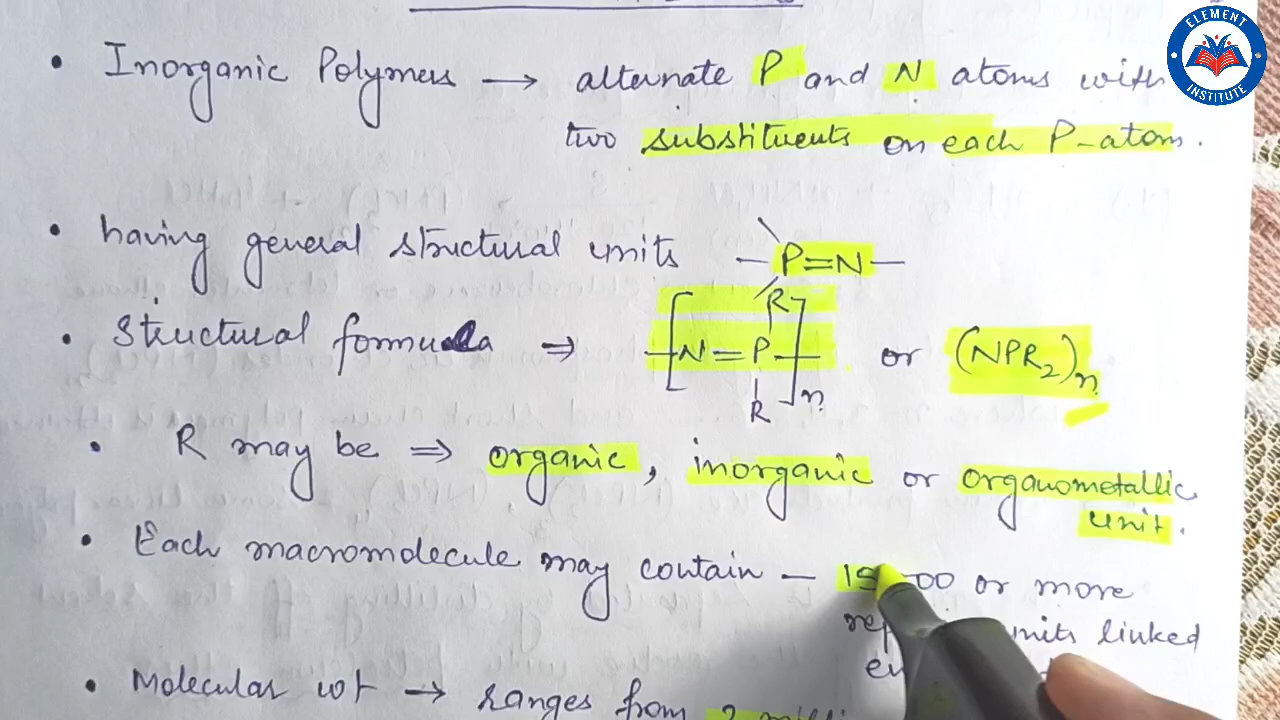 ELEMENT
INSTITUTE
• Inorganic Polymers → alternate P and N atoms with
two substituents on each P-atom.
• having general structural units —P=N—
• Structural formula ⇒ [N=P]n or (NPR₂)n
R
R
• R may be ⇒ organic, inorganic or organometallic
unit.
• Each macromolecule may contain — 00 or more
units linked
• Molecular wt → ranges from 2